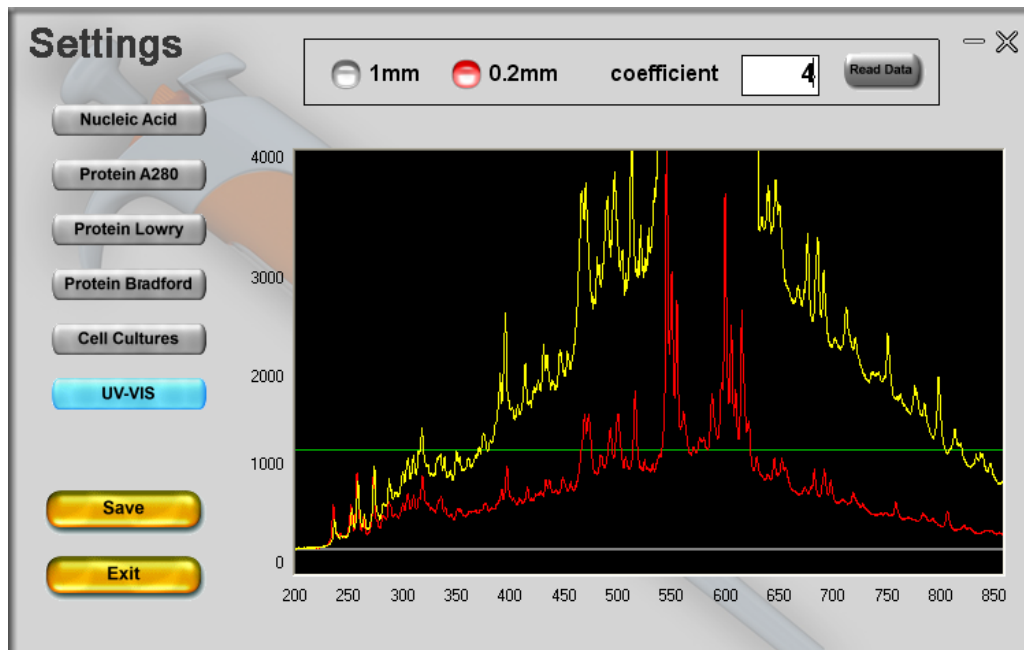 Settings
1mm 0.2mm coefficient 4 Read Data
Nucleic Acid
Protein A280
Protein Lowry
Protein Bradford
Cell Cultures
UV-VIS
Save
Exit
4000
3000
2000
1000
0
200 250 300 350 400 450 500 550 600 650 700 750 800 850